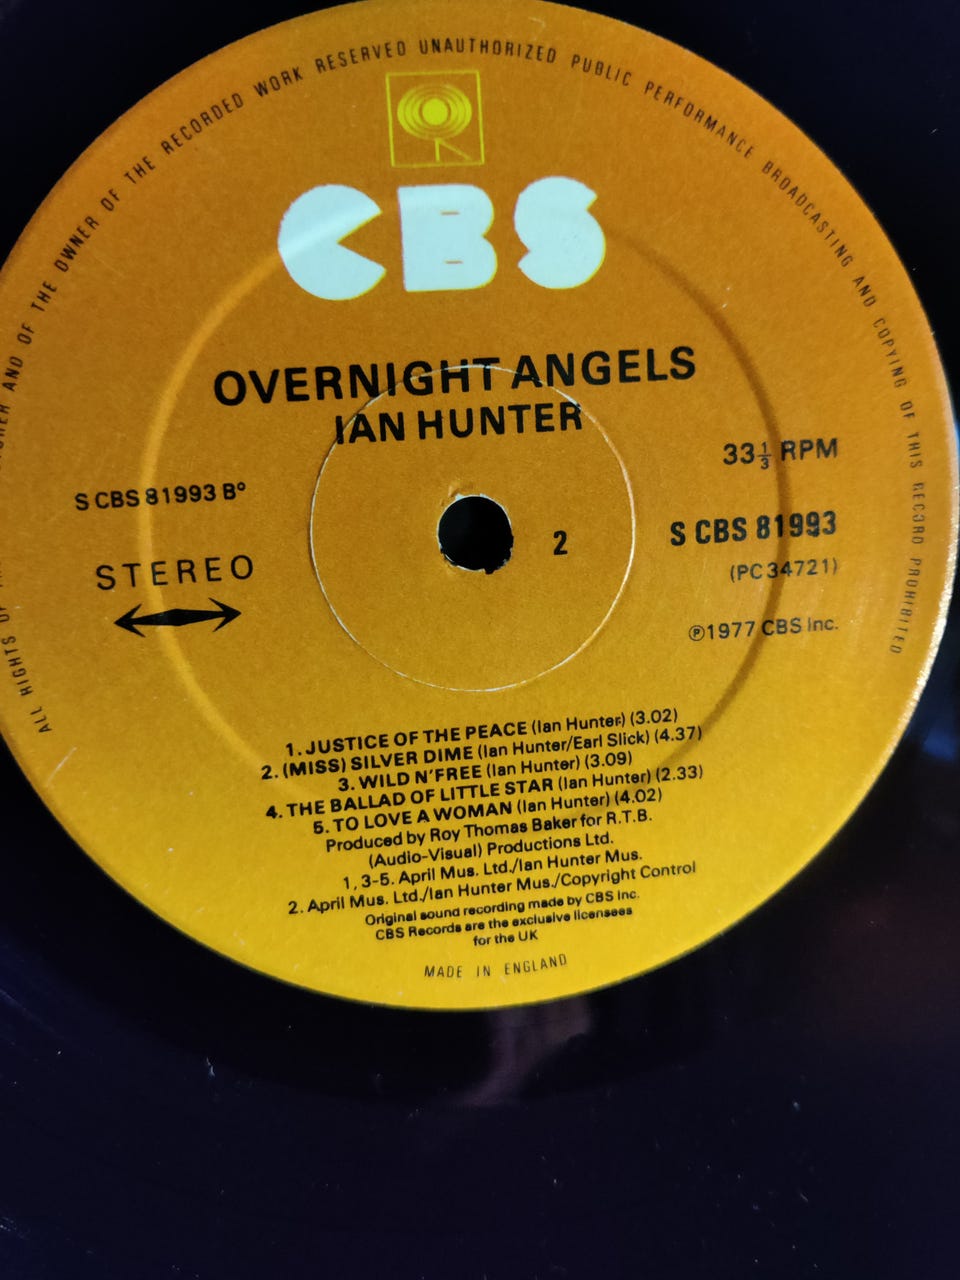 ALL RIGHTS OF THE AND OF THE OWNER OF THE RECORDED WORK RESERVED UNAUTHORIZED PUBLIC PERFORMANCE BROADCASTING AND COPYING OF THIS RECORD PROHIBITED
CBS
OVERNIGHT ANGELS
IAN HUNTER
33⅓ RPM
S CBS 81993 B°
STEREO
2
S CBS 81993
(PC 34721)
℗1977 CBS Inc.
1. JUSTICE OF THE PEACE (Ian Hunter) (3.02)
2. (MISS) SILVER DIME (Ian Hunter/Earl Slick) (4.37)
3. WILD N'FREE (Ian Hunter) (3.09)
4. THE BALLAD OF LITTLE STAR (Ian Hunter) (2.33)
5. TO LOVE A WOMAN (Ian Hunter) (4.02)
Produced by Roy Thomas Baker for R.T.B.
(Audio-Visual) Productions Ltd.
1, 3-5. April Mus. Ltd./Ian Hunter Mus.
2. April Mus. Ltd./Ian Hunter Mus./Copyright Control
Original sound recording made by CBS Inc.
CBS Records are the exclusive licensees
for the UK
MADE IN ENGLAND